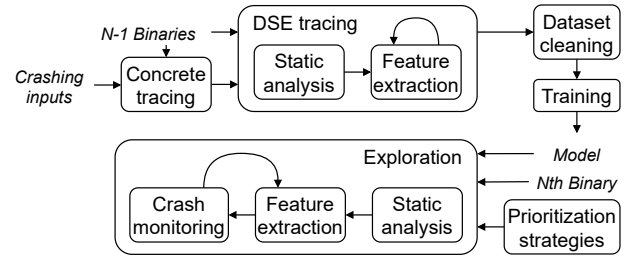 N-1 Binaries
Crashing
inputs
Concrete
tracing
DSE tracing
Static
analysis
Feature
extraction
Dataset
cleaning
Training
Model
Nth Binary
Prioritization
strategies
Exploration
Crash
monitoring
Feature
extraction
Static
analysis